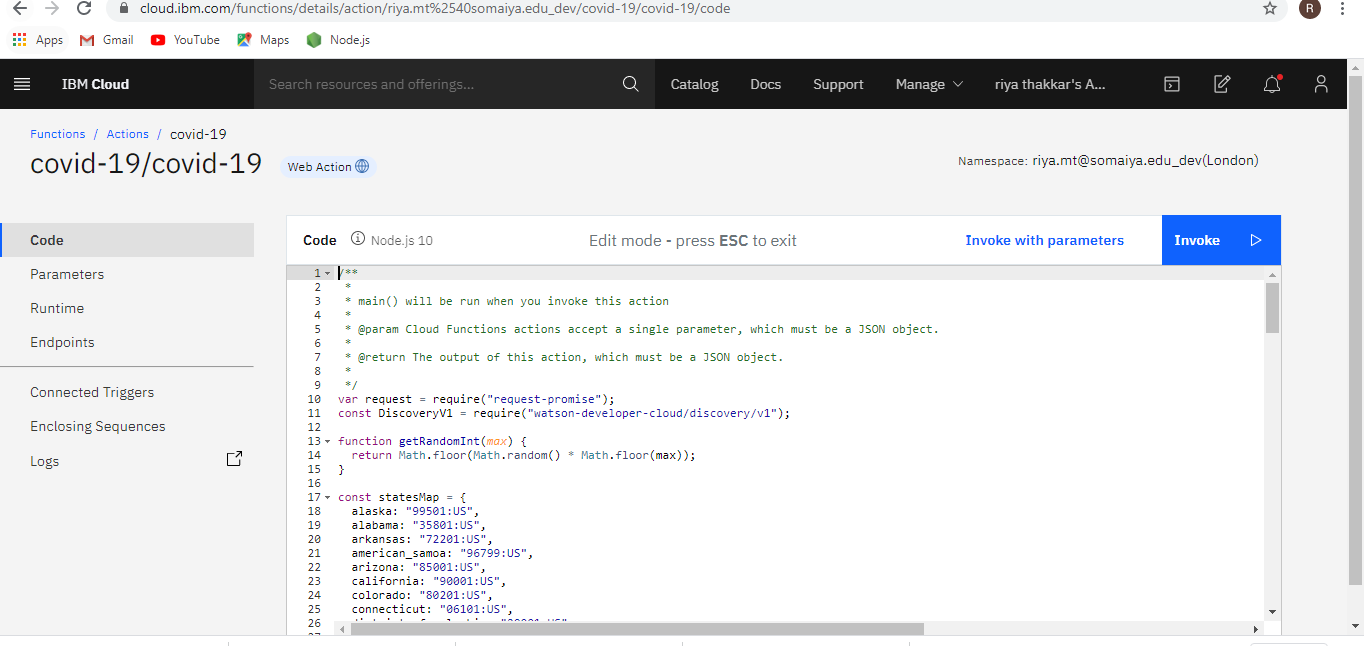 cloud.ibm.com/functions/details/action/riya.mt%2540somaiya.edu_dev/covid-19/covid-19/code
R
Apps Gmail YouTube Maps Node.js
IBM Cloud Search resources and offerings... Catalog Docs Support Manage riya thakkar's A...
Functions / Actions / covid-19
covid-19/covid-19 Web Action
Namespace: riya.mt@somaiya.edu_dev(London)
Code
Parameters
Runtime
Endpoints
Connected Triggers
Enclosing Sequences
Logs
Code Node.js 10 Edit mode - press ESC to exit Invoke with parameters Invoke
1 /**
2 *
3 * main() will be run when you invoke this action
4 *
5 * @param Cloud Functions actions accept a single parameter, which must be a JSON object.
6 *
7 * @return The output of this action, which must be a JSON object.
8 *
9 */
10 var request = require("request-promise");
11 const DiscoveryV1 = require("watson-developer-cloud/discovery/v1");
12
13 function getRandomInt(max) {
14 return Math.floor(Math.random() * Math.floor(max));
15 }
16
17 const statesMap = {
18 alaska: "99501:US",
19 alabama: "35801:US",
20 arkansas: "72201:US",
21 american_samoa: "96799:US",
22 arizona: "85001:US",
23 california: "90001:US",
24 colorado: "80201:US",
25 connecticut: "06101:US",
26